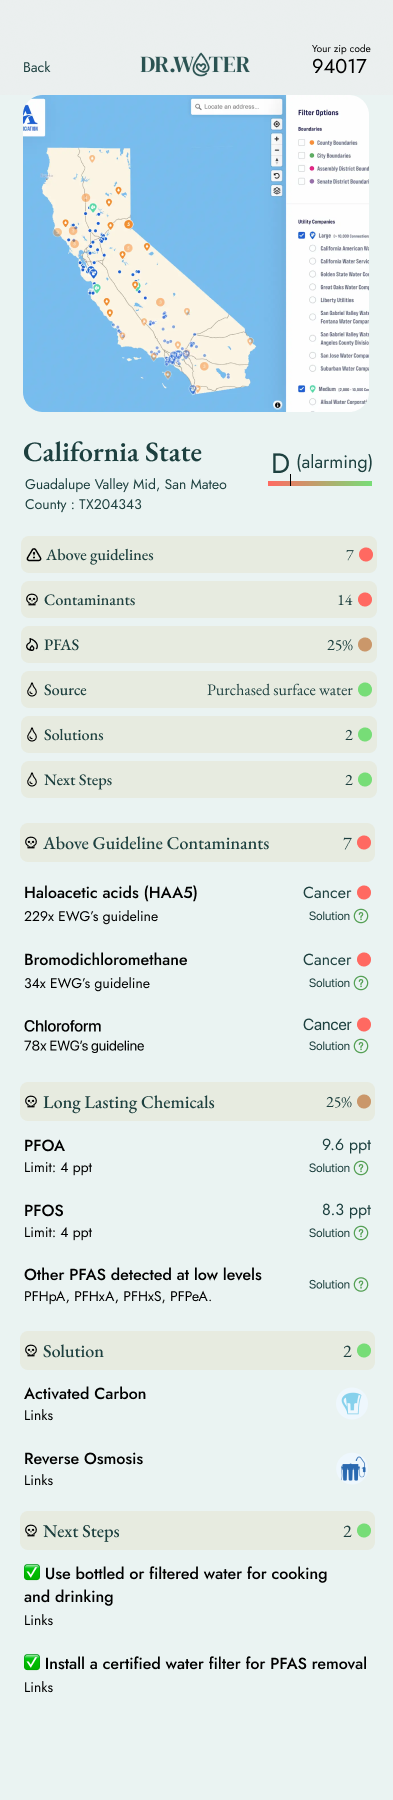 Your zip code
Back
DR.WATER
94017
A
ICATION
Locate an address...
Filter Options
Boundaries
County Boundaries
City Boundaries
Assembly District Bound
Senate District Boundari
Utility Companies
Large
California American Wa
California Water Servic
Golden State Water Co
Great Oaks Water Comp
Liberty Utilities
San Gabriel Valley Wate
Fontana Water Compar
San Gabriel Valley Wate
Angeles County Division
San Jose Water Compa
Suburban Water Comp
Medium
Alisal Water Corporati
California State
D (alarming)
Guadalupe Valley Mid, San Mateo
County : TX204343
Above guidelines 7
Contaminants 14
PFAS 25%
Source Purchased surface water
Solutions 2
Next Steps 2
Above Guideline Contaminants 7
Haloacetic acids (HAA5) Cancer
229x EWG's guideline Solution ?
Bromodichloromethane Cancer
34x EWG's guideline Solution ?
Chloroform Cancer
78x EWG's guideline Solution ?
Long Lasting Chemicals 25%
PFOA 9.6 ppt
Limit: 4 ppt Solution ?
PFOS 8.3 ppt
Limit: 4 ppt Solution ?
Other PFAS detected at low levels
Solution ?
PFHpA, PFHxA, PFHxS, PFPeA.
Solution 2
Activated Carbon
Links
Reverse Osmosis
Links
Next Steps 2
✅ Use bottled or filtered water for cooking
and drinking
Links
✅ Install a certified water filter for PFAS removal
Links